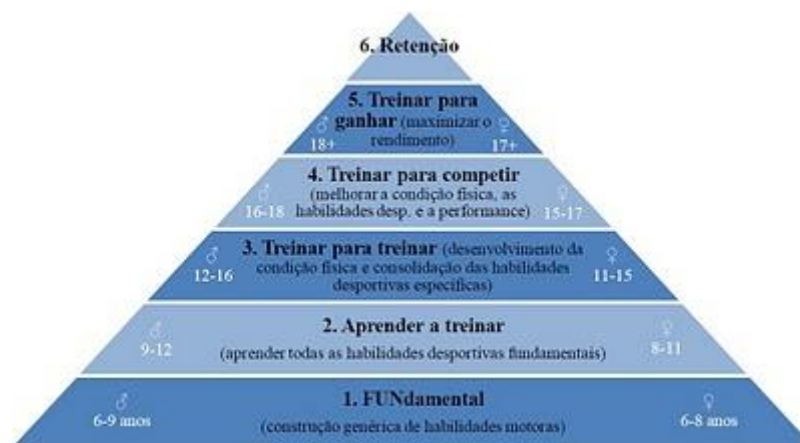 6. Retenção
5. Treinar para
ganhar (maximizar o
rendimento)
♂
18+
♀
17+
4. Treinar para competir
(melhorar a condição física, as
habilidades desp. e a performance)
♂
16-18
♀
15-17
3. Treinar para treinar (desenvolvimento da
condição física e consolidação das habilidades
desportivas específicas)
♂
12-16
♀
11-15
2. Aprender a treinar
(aprender todas as habilidades desportivas fundamentais)
♂
9-12
♀
8-11
1. FUNdamental
(construção genérica de habilidades motoras)
♂
6-9 anos
♀
6-8 anos